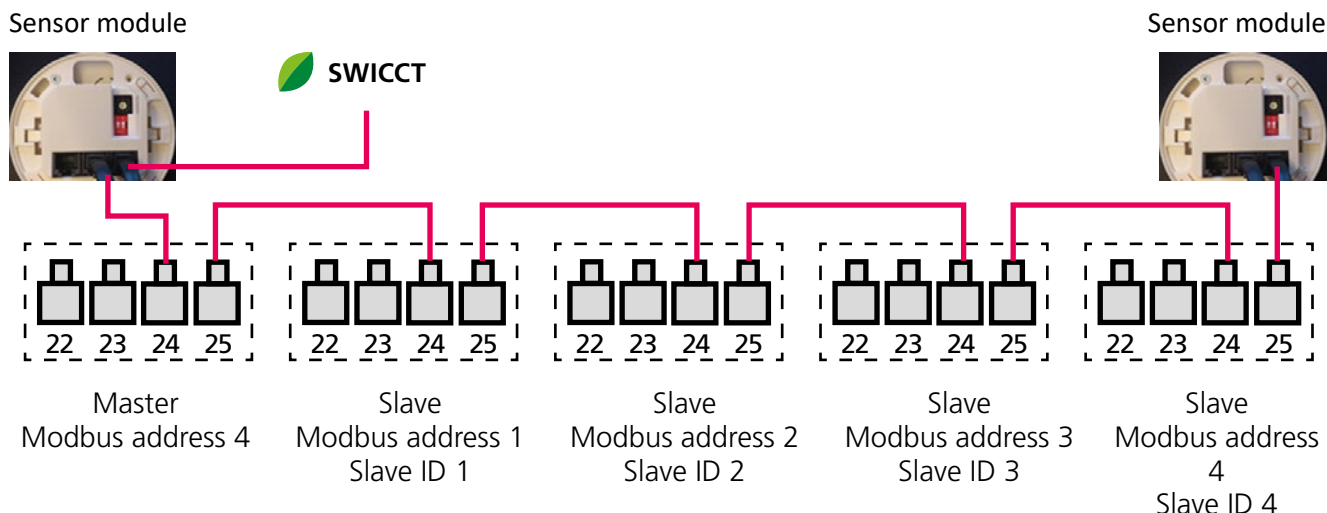 Sensor module
Sensor module
SWICCT
22 23 24 25
22 23 24 25
22 23 24 25
22 23 24 25
22 23 24 25
Master
Modbus address 4
Slave
Modbus address 1
Slave ID 1
Slave
Modbus address 2
Slave ID 2
Slave
Modbus address 3
Slave ID 3
Slave
Modbus address
4
Slave ID 4